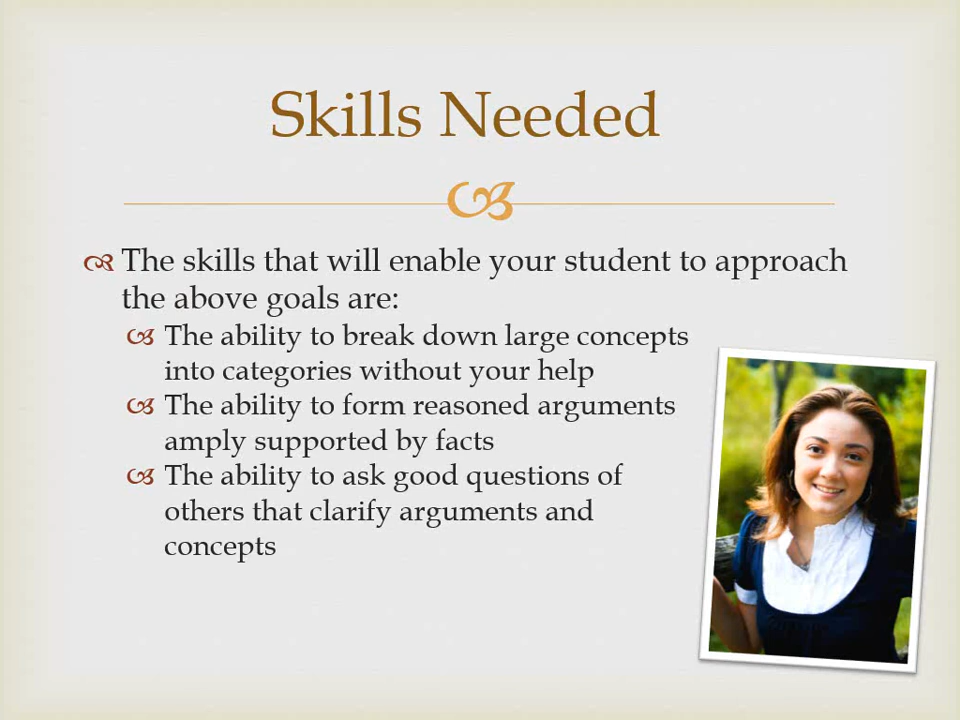 Skills Needed
The skills that will enable your student to approach
the above goals are:
The ability to break down large concepts
into categories without your help
The ability to form reasoned arguments
amply supported by facts
The ability to ask good questions of
others that clarify arguments and
concepts